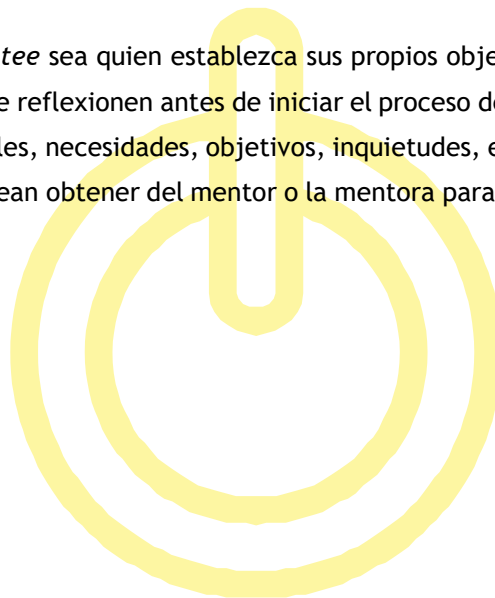 tee sea quien establezca sus propios obje
e reflexionen antes de iniciar el proceso d
les, necesidades, objetivos, inquietudes, e
ean obtener del mentor o la mentora para